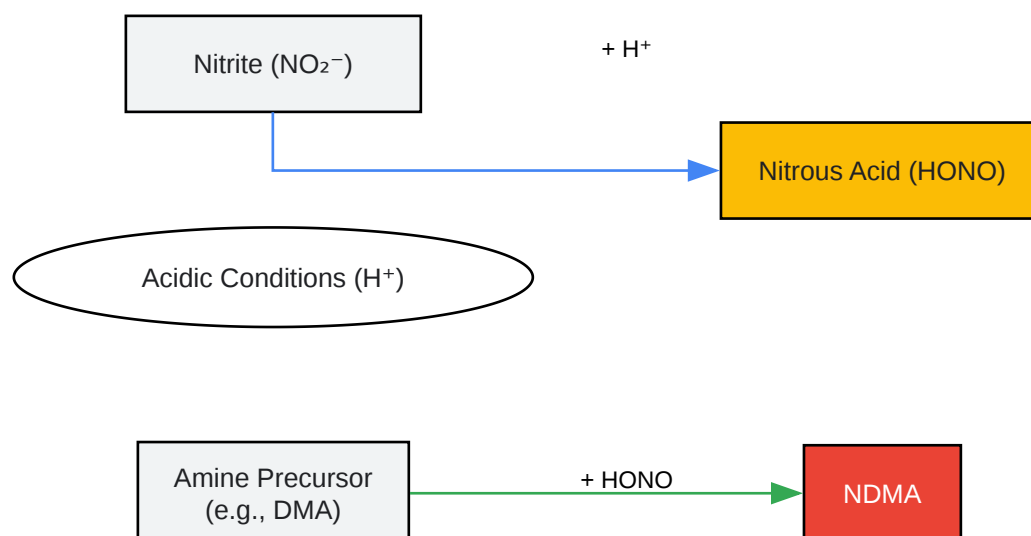 Nitrite (NO₂⁻)
+ H⁺
Nitrous Acid (HONO)
Acidic Conditions (H⁺)
Amine Precursor
(e.g., DMA)
+ HONO
NDMA